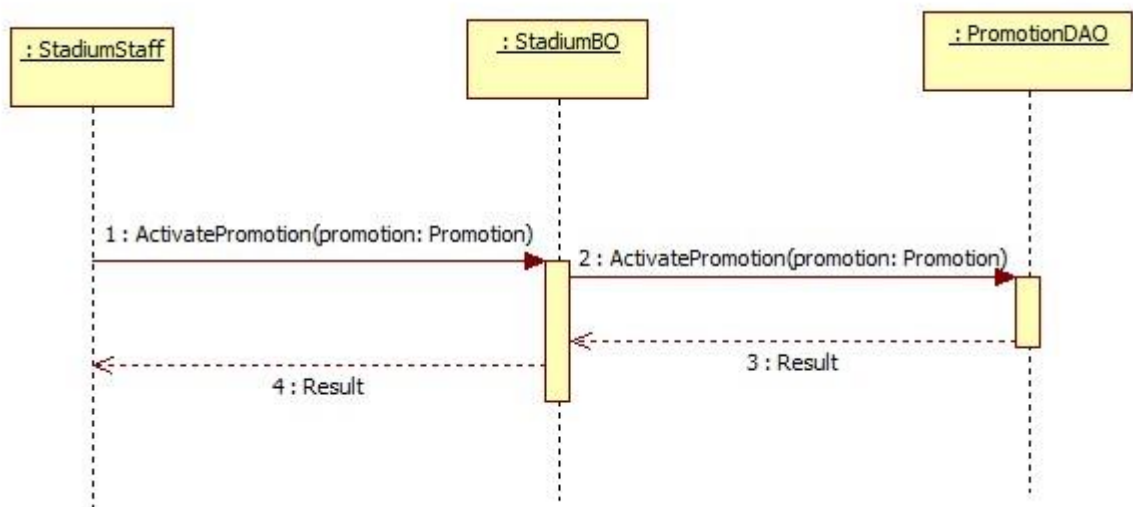 : StadiumStaff
: StadiumBO
: PromotionDAO
1 : ActivatePromotion(promotion: Promotion)
2 : ActivatePromotion(promotion: Promotion)
3 : Result
4 : Result